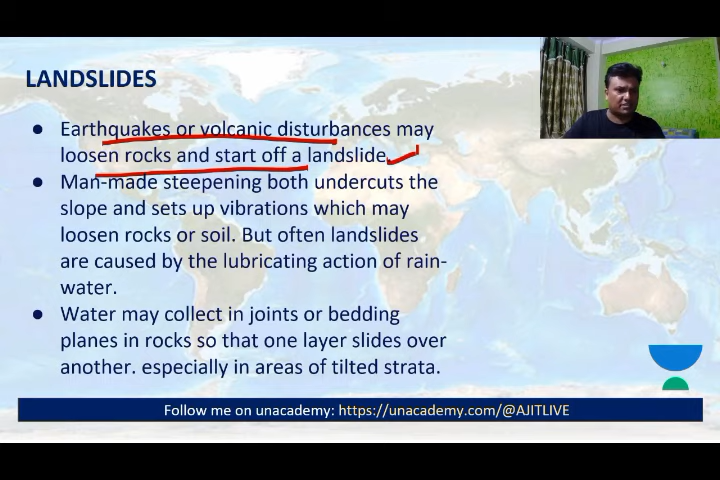 LANDSLIDES
● Earthquakes or volcanic disturbances may
loosen rocks and start off a landslide.
● Man-made steepening both undercuts the
slope and sets up vibrations which may
loosen rocks or soil. But often landslides
are caused by the lubricating action of rain-
water.
● Water may collect in joints or bedding
planes in rocks so that one layer slides over
another. especially in areas of tilted strata.
Follow me on unacademy: https://unacademy.com/@AJITLIVE